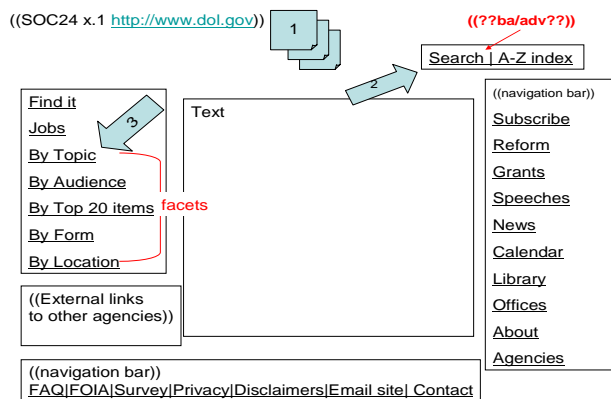 ((SOC24 x.1 http://www.dol.gov))
1
((??ba/adv??))
Search | A-Z index
2
3
Find it
Jobs
By Topic
By Audience
By Top 20 items
By Form
By Location
facets
Text
((navigation bar))
Subscribe
Reform
Grants
Speeches
News
Calendar
Library
Offices
About
Agencies
((External links
to other agencies))
((navigation bar))
FAQ|FOIA|Survey|Privacy|Disclaimers|Email site| Contact